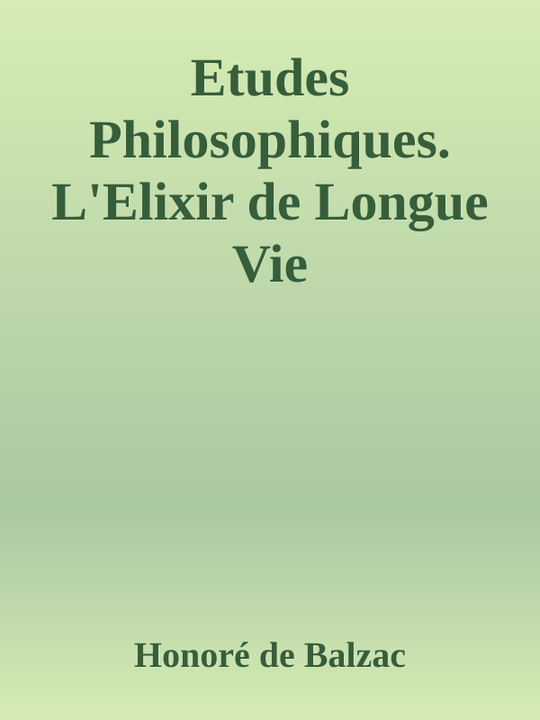 Etudes
Philosophiques.
L'Elixir de Longue
Vie
Honoré de Balzac